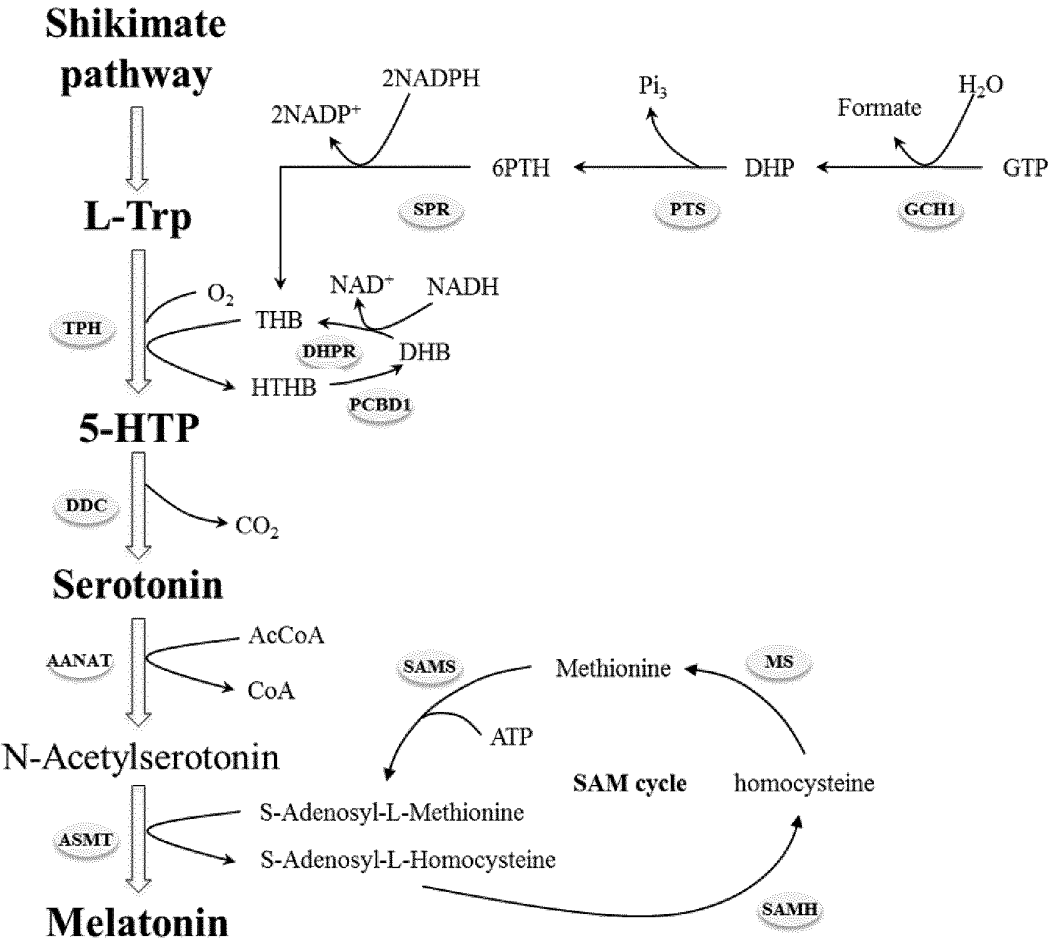 Shikimate
pathway
2NADPH
2NADP⁺
Pi₃
Formate
H₂O
6PTH
DHP
GTP
SPR
PTS
GCH1
L-Trp
O₂
NAD⁺
NADH
TPH
THB
DHPR
DHB
HTHB
PCBD1
5-HTP
DDC
CO₂
Serotonin
AcCoA
AANAT
CoA
SAMS
Methionine
MS
ATP
N-Acetylserotonin
SAM cycle
homocysteine
S-Adenosyl-L-Methionine
ASMT
S-Adenosyl-L-Homocysteine
SAMH
Melatonin